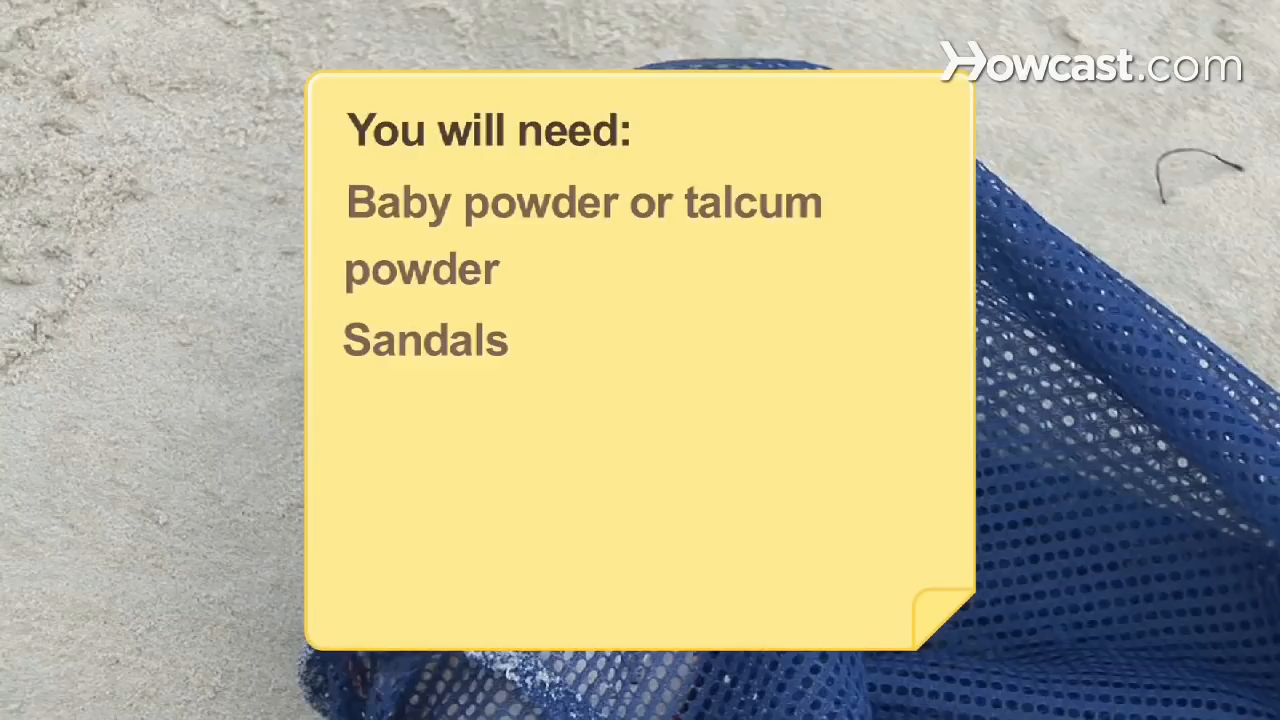 Howcast.com
You will need:
Baby powder or talcum
powder
Sandals